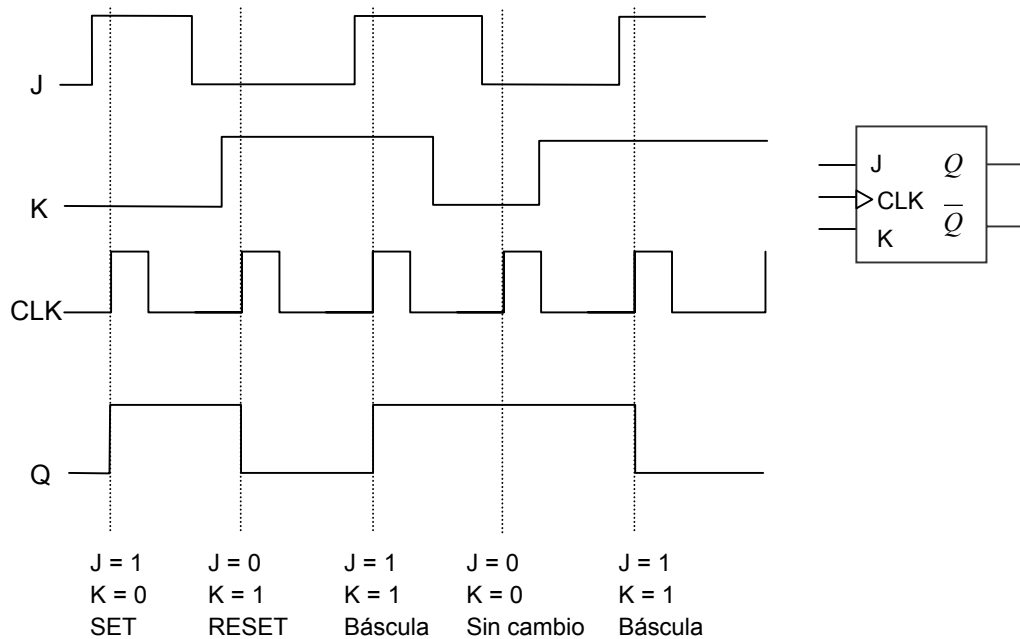 J
K
CLK
Q
J Q
CLK Q̅
K
J = 1 J = 0 J = 1 J = 0 J = 1
K = 0 K = 1 K = 1 K = 0 K = 1
SET RESET Báscula Sin cambio Báscula